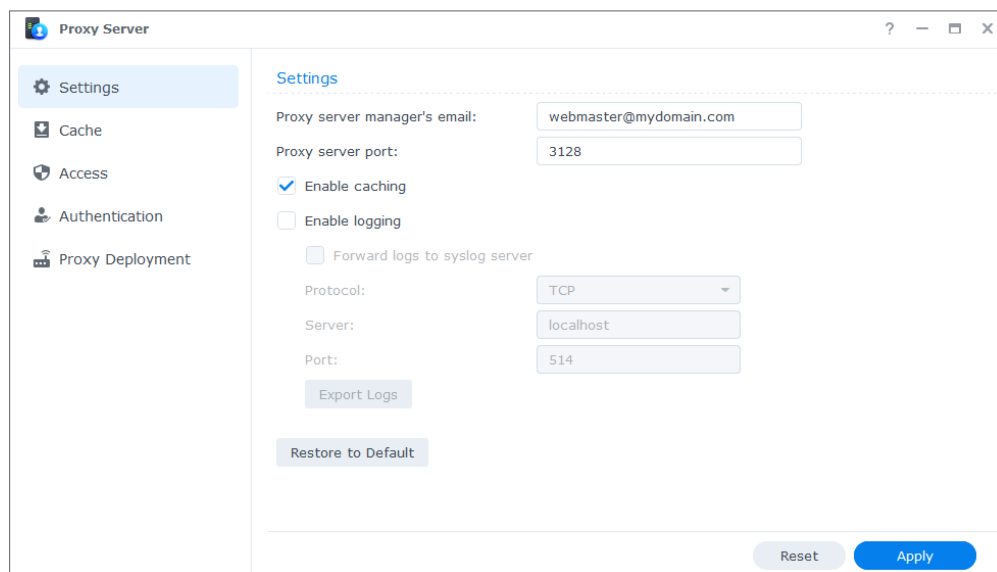 Proxy Server
Settings
Cache
Access
Authentication
Proxy Deployment
Settings
Proxy server manager's email: webmaster@mydomain.com
Proxy server port: 3128
Enable caching
Enable logging
Forward logs to syslog server
Protocol: TCP
Server: localhost
Port: 514
Export Logs
Restore to Default
Reset Apply